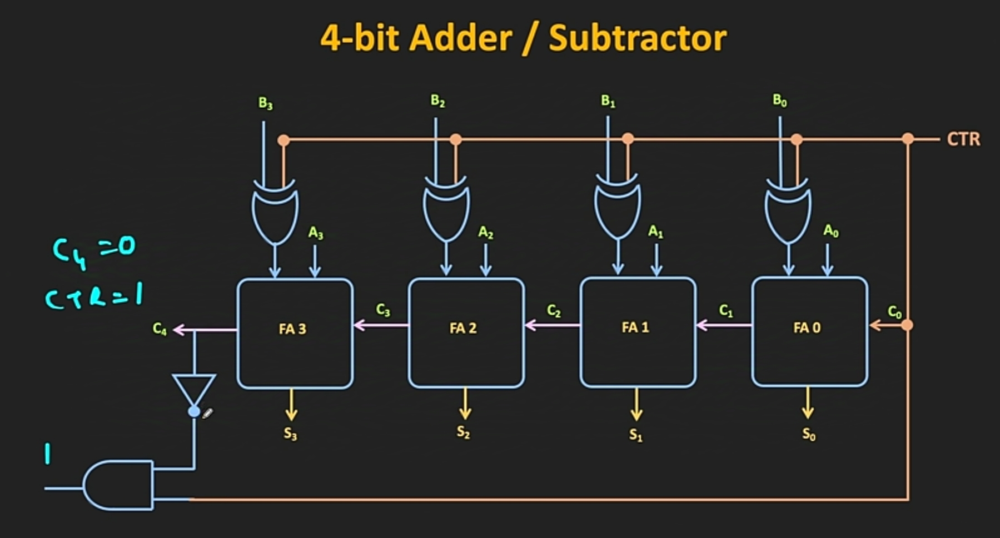 4-bit Adder / Subtractor
B₃ B₂ B₁ B₀
CTR
A₃ A₂ A₁ A₀
C₄ = 0
CTR = 1
C₄ FA 3 C₃ FA 2 C₂ FA 1 C₁ FA 0 C₀
S₃ S₂ S₁ S₀
1